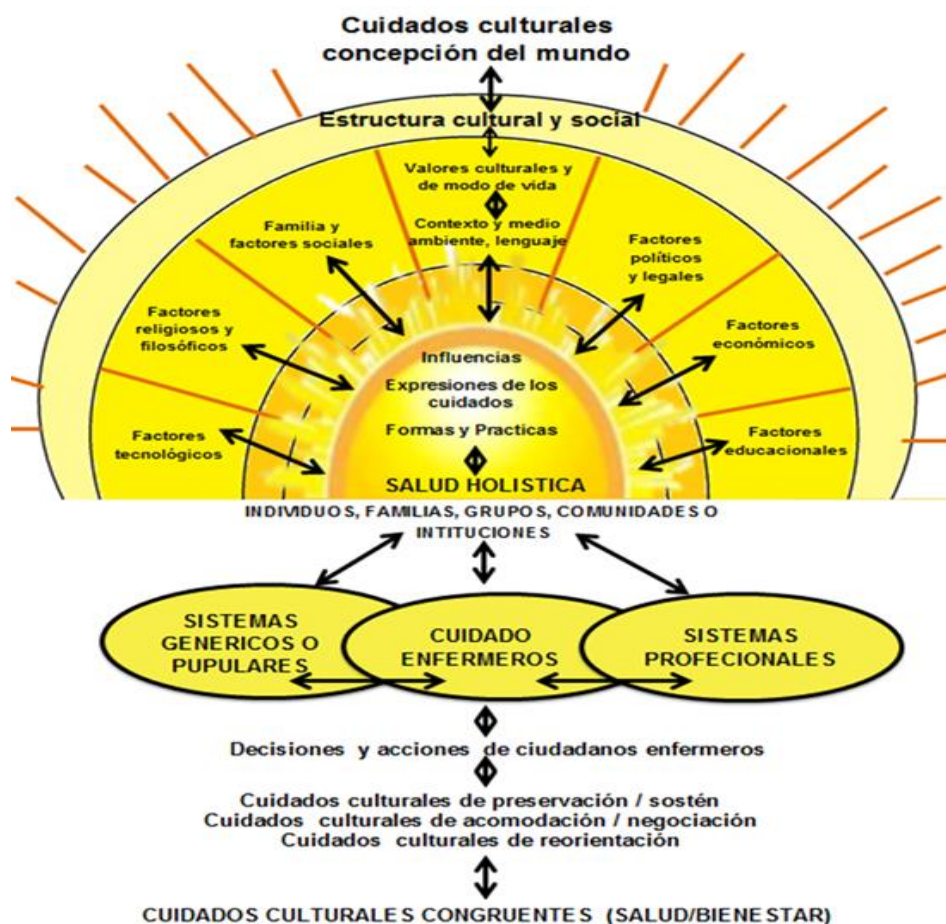 Cuidados culturales
concepción del mundo
Estructura cultural y social
Valores culturales y
de modo de vida
Familia y
factores sociales
Contexto y medio
ambiente, lenguaje
Factores
políticos
y legales
Factores
religiosos y
filosóficos
Factores
económicos
Influencias
Expresiones de los
cuidados
Formas y Practicas
Factores
tecnológicos
Factores
educacionales
SALUD HOLISTICA
INDIVIDUOS, FAMILIAS, GRUPOS, COMUNIDADES O
INTITUCIONES
SISTEMAS
GENERICOS O
PUPULARES
CUIDADO
ENFERMEROS
SISTEMAS
PROFECIONALES
Decisiones y acciones de ciudadanos enfermeros
Cuidados culturales de preservación / sostén
Cuidados culturales de acomodación / negociación
Cuidados culturales de reorientación
CUIDADOS CULTURALES CONGRUENTES (SALUD/BIENESTAR)